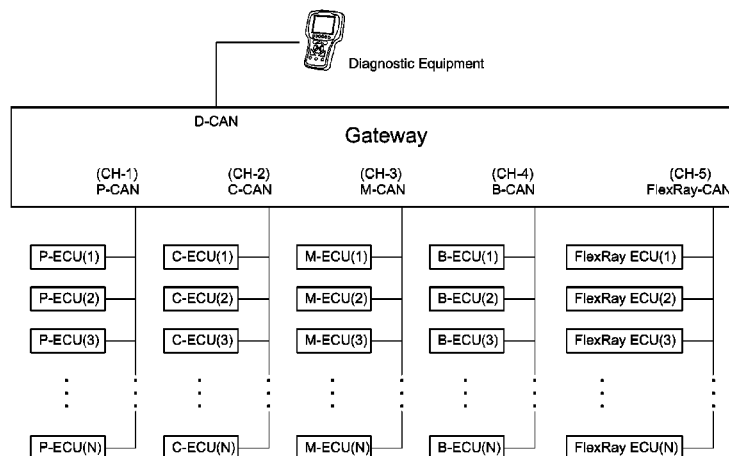 Diagnostic Equipment
D-CAN
Gateway
(CH-1) (CH-2) (CH-3) (CH-4) (CH-5)
P-CAN C-CAN M-CAN B-CAN FlexRay-CAN
P-ECU(1) C-ECU(1) M-ECU(1) B-ECU(1) FlexRay ECU(1)
P-ECU(2) C-ECU(2) M-ECU(2) B-ECU(2) FlexRay ECU(2)
P-ECU(3) C-ECU(3) M-ECU(3) B-ECU(3) FlexRay ECU(3)
P-ECU(N) C-ECU(N) M-ECU(N) B-ECU(N) FlexRay ECU(N)